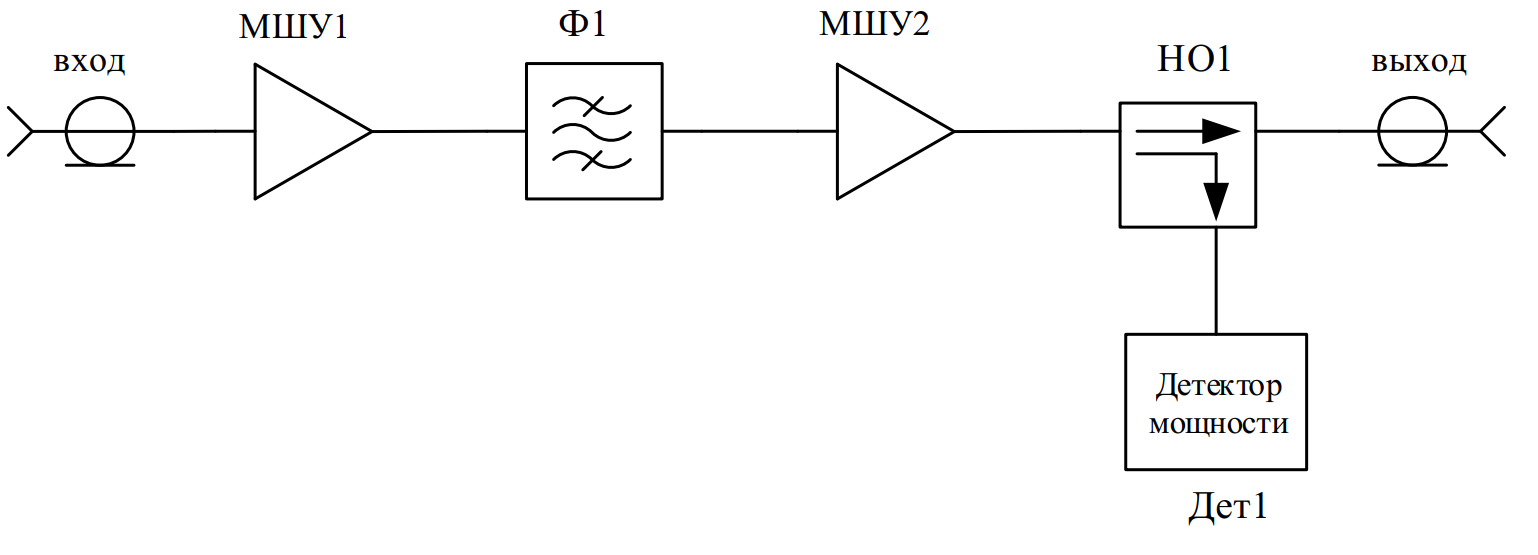 вход
МШУ1
Ф1
МШУ2
НО1
выход
Детектор
мощности
Дет1